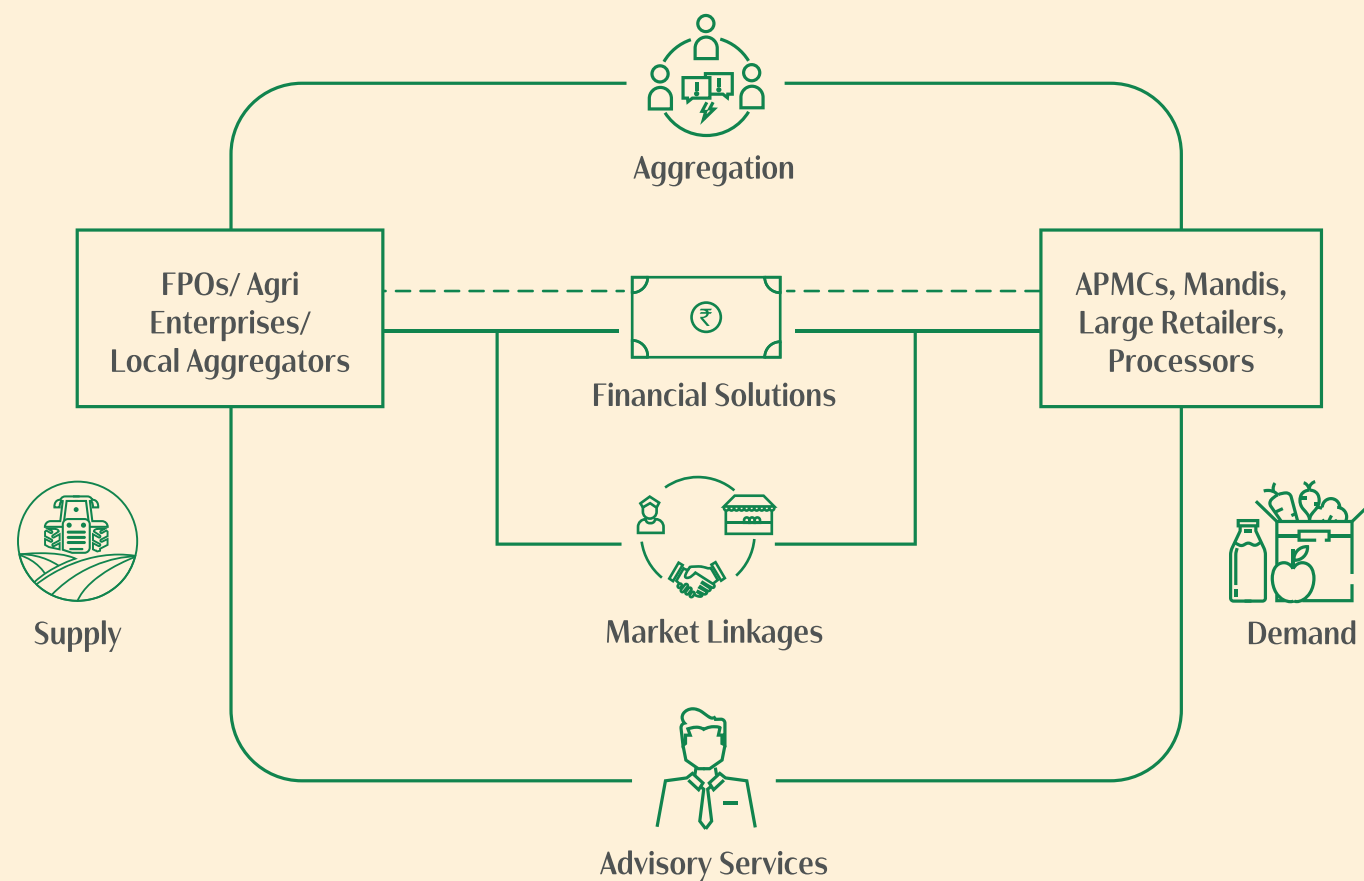 Aggregation
FPOs/ Agri
Enterprises/
Local Aggregators
₹
Financial Solutions
APMCs, Mandis,
Large Retailers,
Processors
Supply
Market Linkages
Demand
Advisory Services